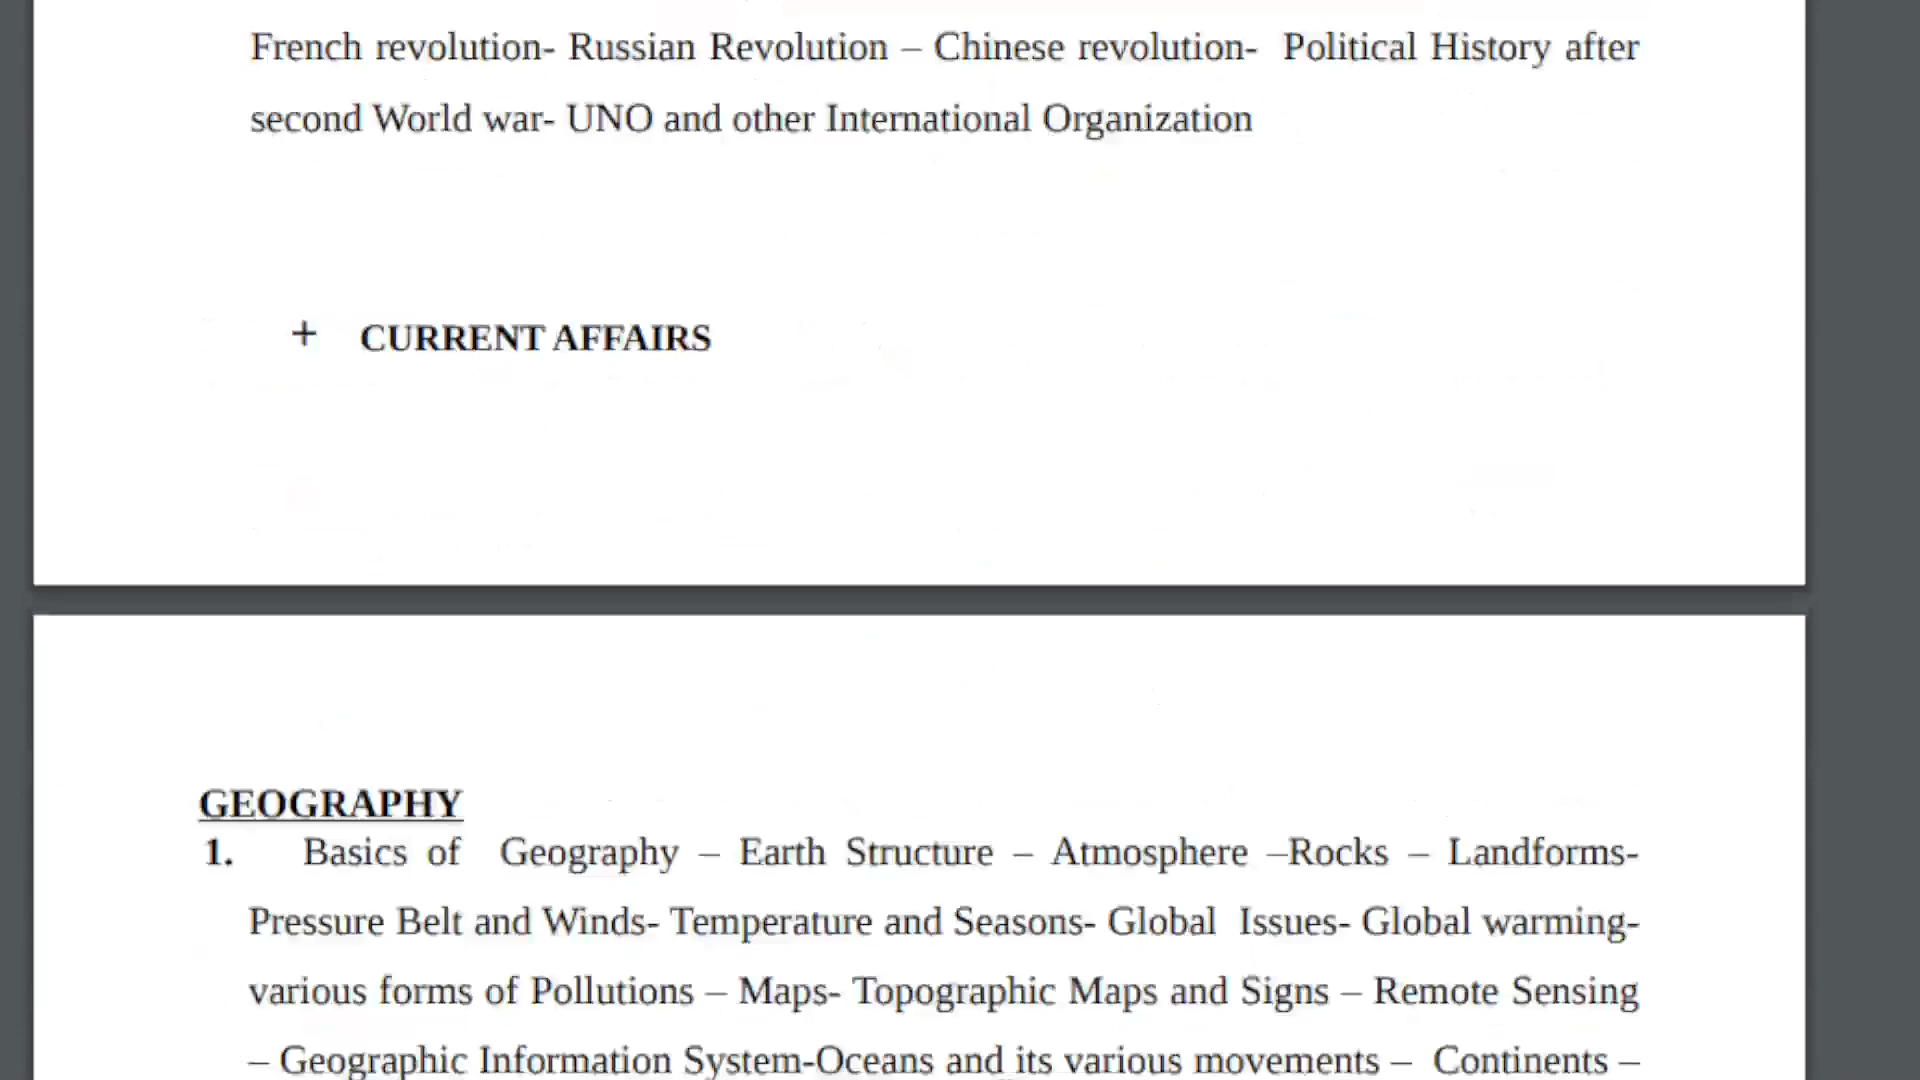 French revolution- Russian Revolution – Chinese revolution- Political History after
second World war- UNO and other International Organization
+ CURRENT AFFAIRS
GEOGRAPHY
1. Basics of Geography – Earth Structure – Atmosphere –Rocks – Landforms-
Pressure Belt and Winds- Temperature and Seasons- Global Issues- Global warming-
various forms of Pollutions – Maps- Topographic Maps and Signs – Remote Sensing
– Geographic Information System-Oceans and its various movements – Continents –